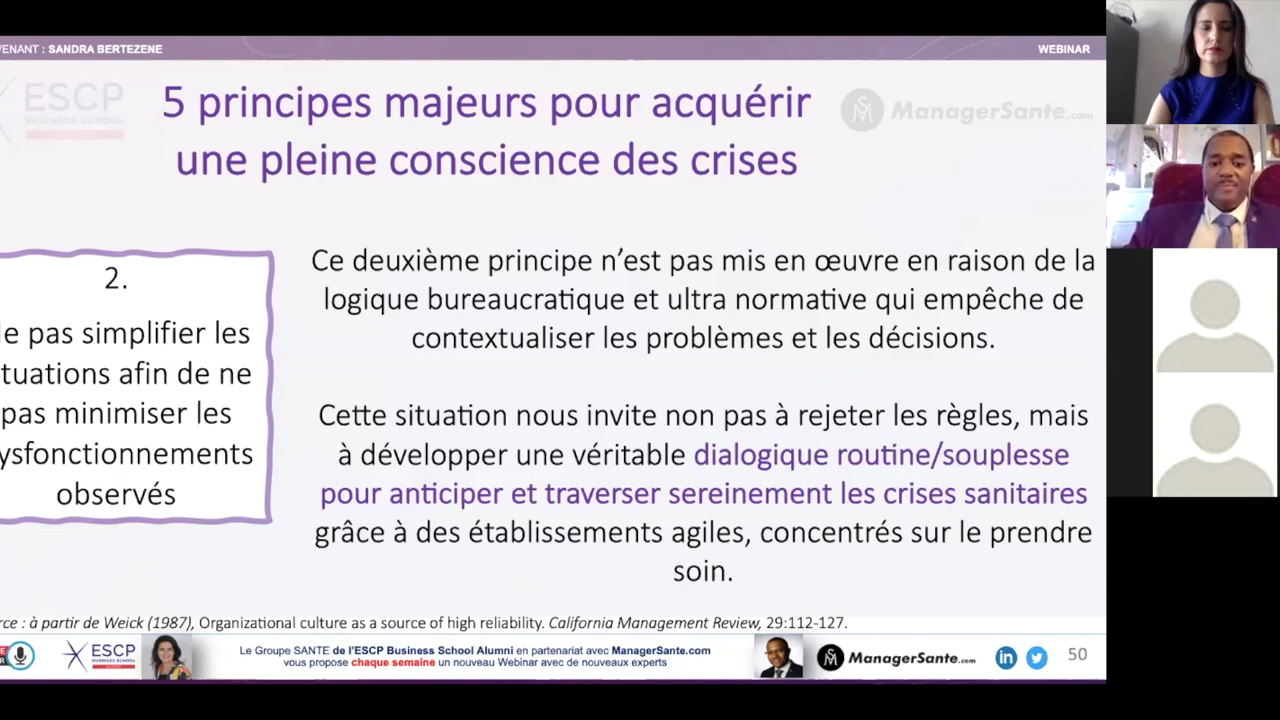 VENANT : SANDRA BERTEZENE
WEBINAR
ESCP
BUSINESS SCHOOL
ManagerSante.com
5 principes majeurs pour acquérir
une pleine conscience des crises
2.
e pas simplifier les
tuations afin de ne
pas minimiser les
ysfonctionnements
observés
Ce deuxième principe n’est pas mis en œuvre en raison de la
logique bureaucratique et ultra normative qui empêche de
contextualiser les problèmes et les décisions.
Cette situation nous invite non pas à rejeter les règles, mais
à développer une véritable dialogique routine/souplesse
pour anticiper et traverser sereinement les crises sanitaires
grâce à des établissements agiles, concentrés sur le prendre
soin.
rce : à partir de Weick (1987), Organizational culture as a source of high reliability. California Management Review, 29:112-127.
ESCP
BUSINESS SCHOOL
Le Groupe SANTE de l’ESCP Business School Alumni en partenariat avec ManagerSante.com
vous propose chaque semaine un nouveau Webinar avec de nouveaux experts
ManagerSante.com
in
50